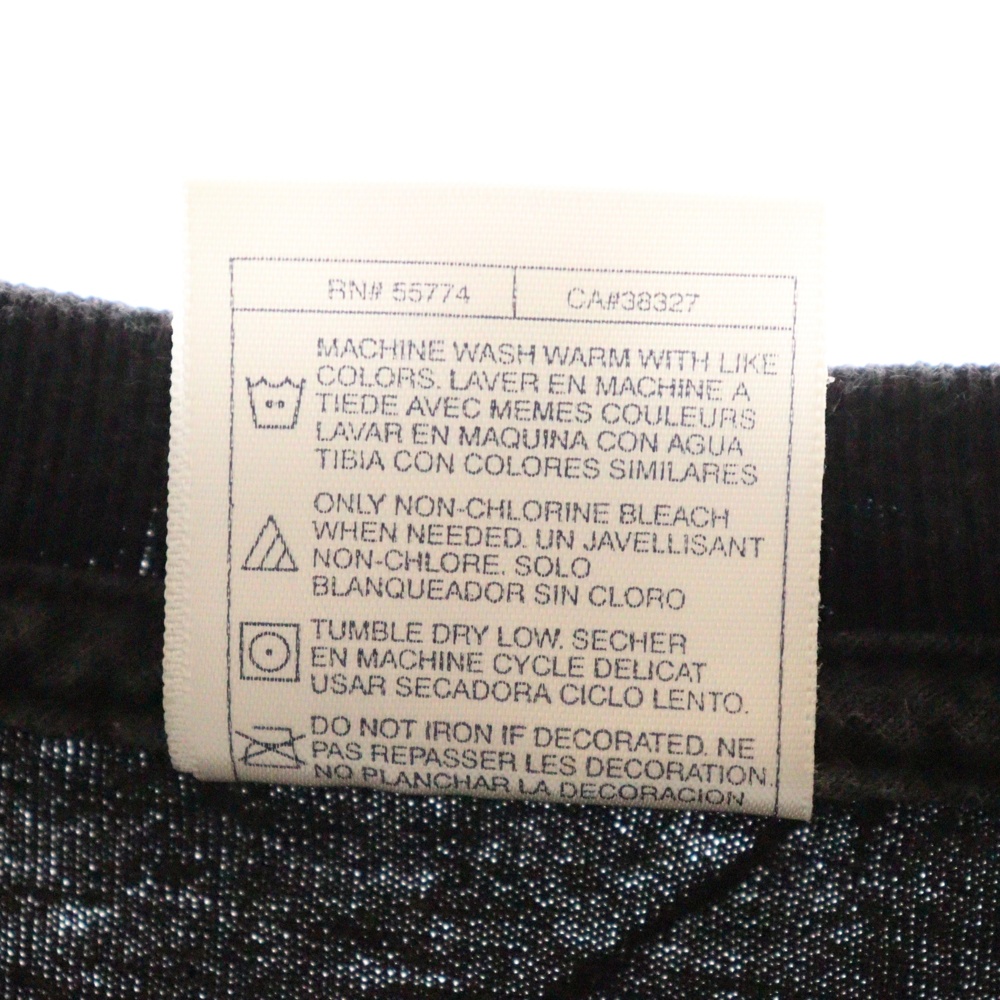 RN# 55774 CA#38327
MACHINE WASH WARM WITH LIKE
COLORS. LAVER EN MACHINE A
TIEDE AVEC MEMES COULEURS
LAVAR EN MAQUINA CON AGUA
TIBIA CON COLORES SIMILARES
ONLY NON-CHLORINE BLEACH
WHEN NEEDED. UN JAVELLISANT
NON-CHLORE. SOLO
BLANQUEADOR SIN CLORO
TUMBLE DRY LOW. SECHER
EN MACHINE CYCLE DELICAT
USAR SECADORA CICLO LENTO.
DO NOT IRON IF DECORATED. NE
PAS REPASSER LES DECORATION.
NO PLANCHAR LA DECORACION